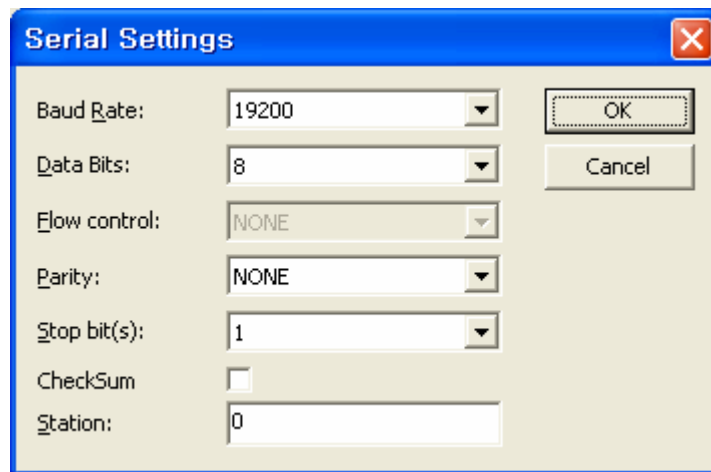 Serial Settings
Baud Rate: 19200 OK
Data Bits: 8 Cancel
Flow control: NONE
Parity: NONE
Stop bit(s): 1
CheckSum
Station: 0